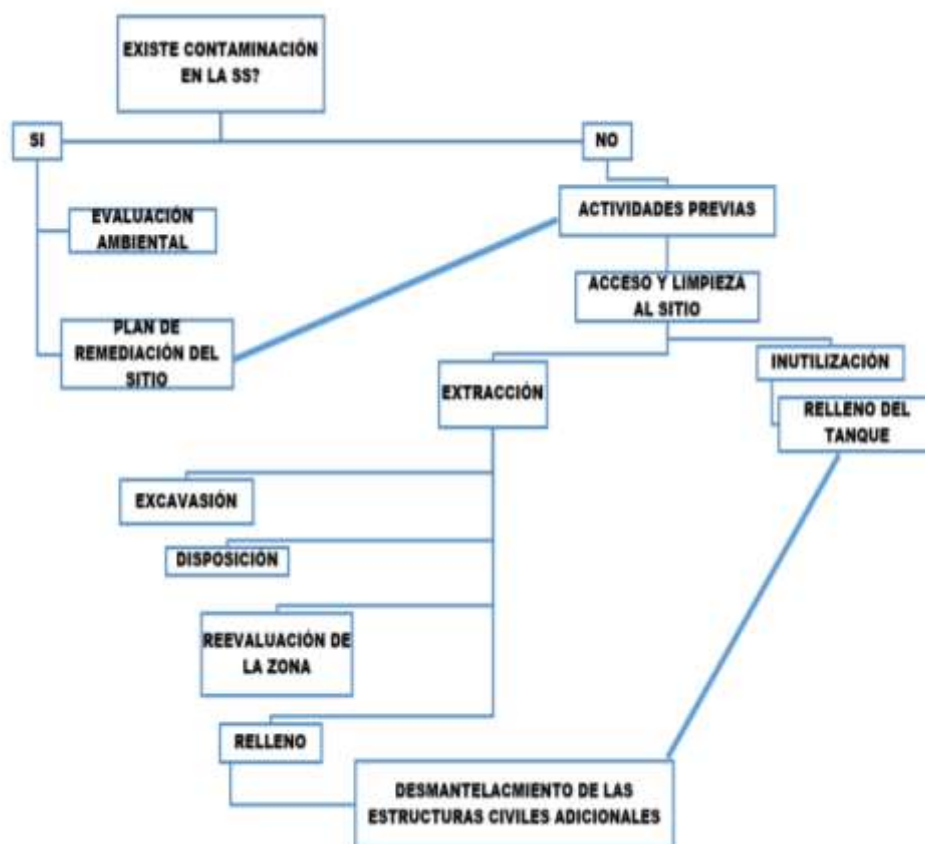 EXISTE CONTAMINACIÓN
EN LA SS?
SI
NO
EVALUACIÓN
AMBIENTAL
ACTIVIDADES PREVIAS
ACCESO Y LIMPIEZA
AL SITIO
PLAN DE
REMEDIACIÓN DEL
SITIO
EXTRACCIÓN
INUTILIZACIÓN
RELLENO DEL
TANQUE
EXCAVASIÓN
DISPOSICIÓN
REEVALUACIÓN DE
LA ZONA
RELLENO
DESMANTELACMIENTO DE LAS
ESTRUCTURAS CIVILES ADICIONALES